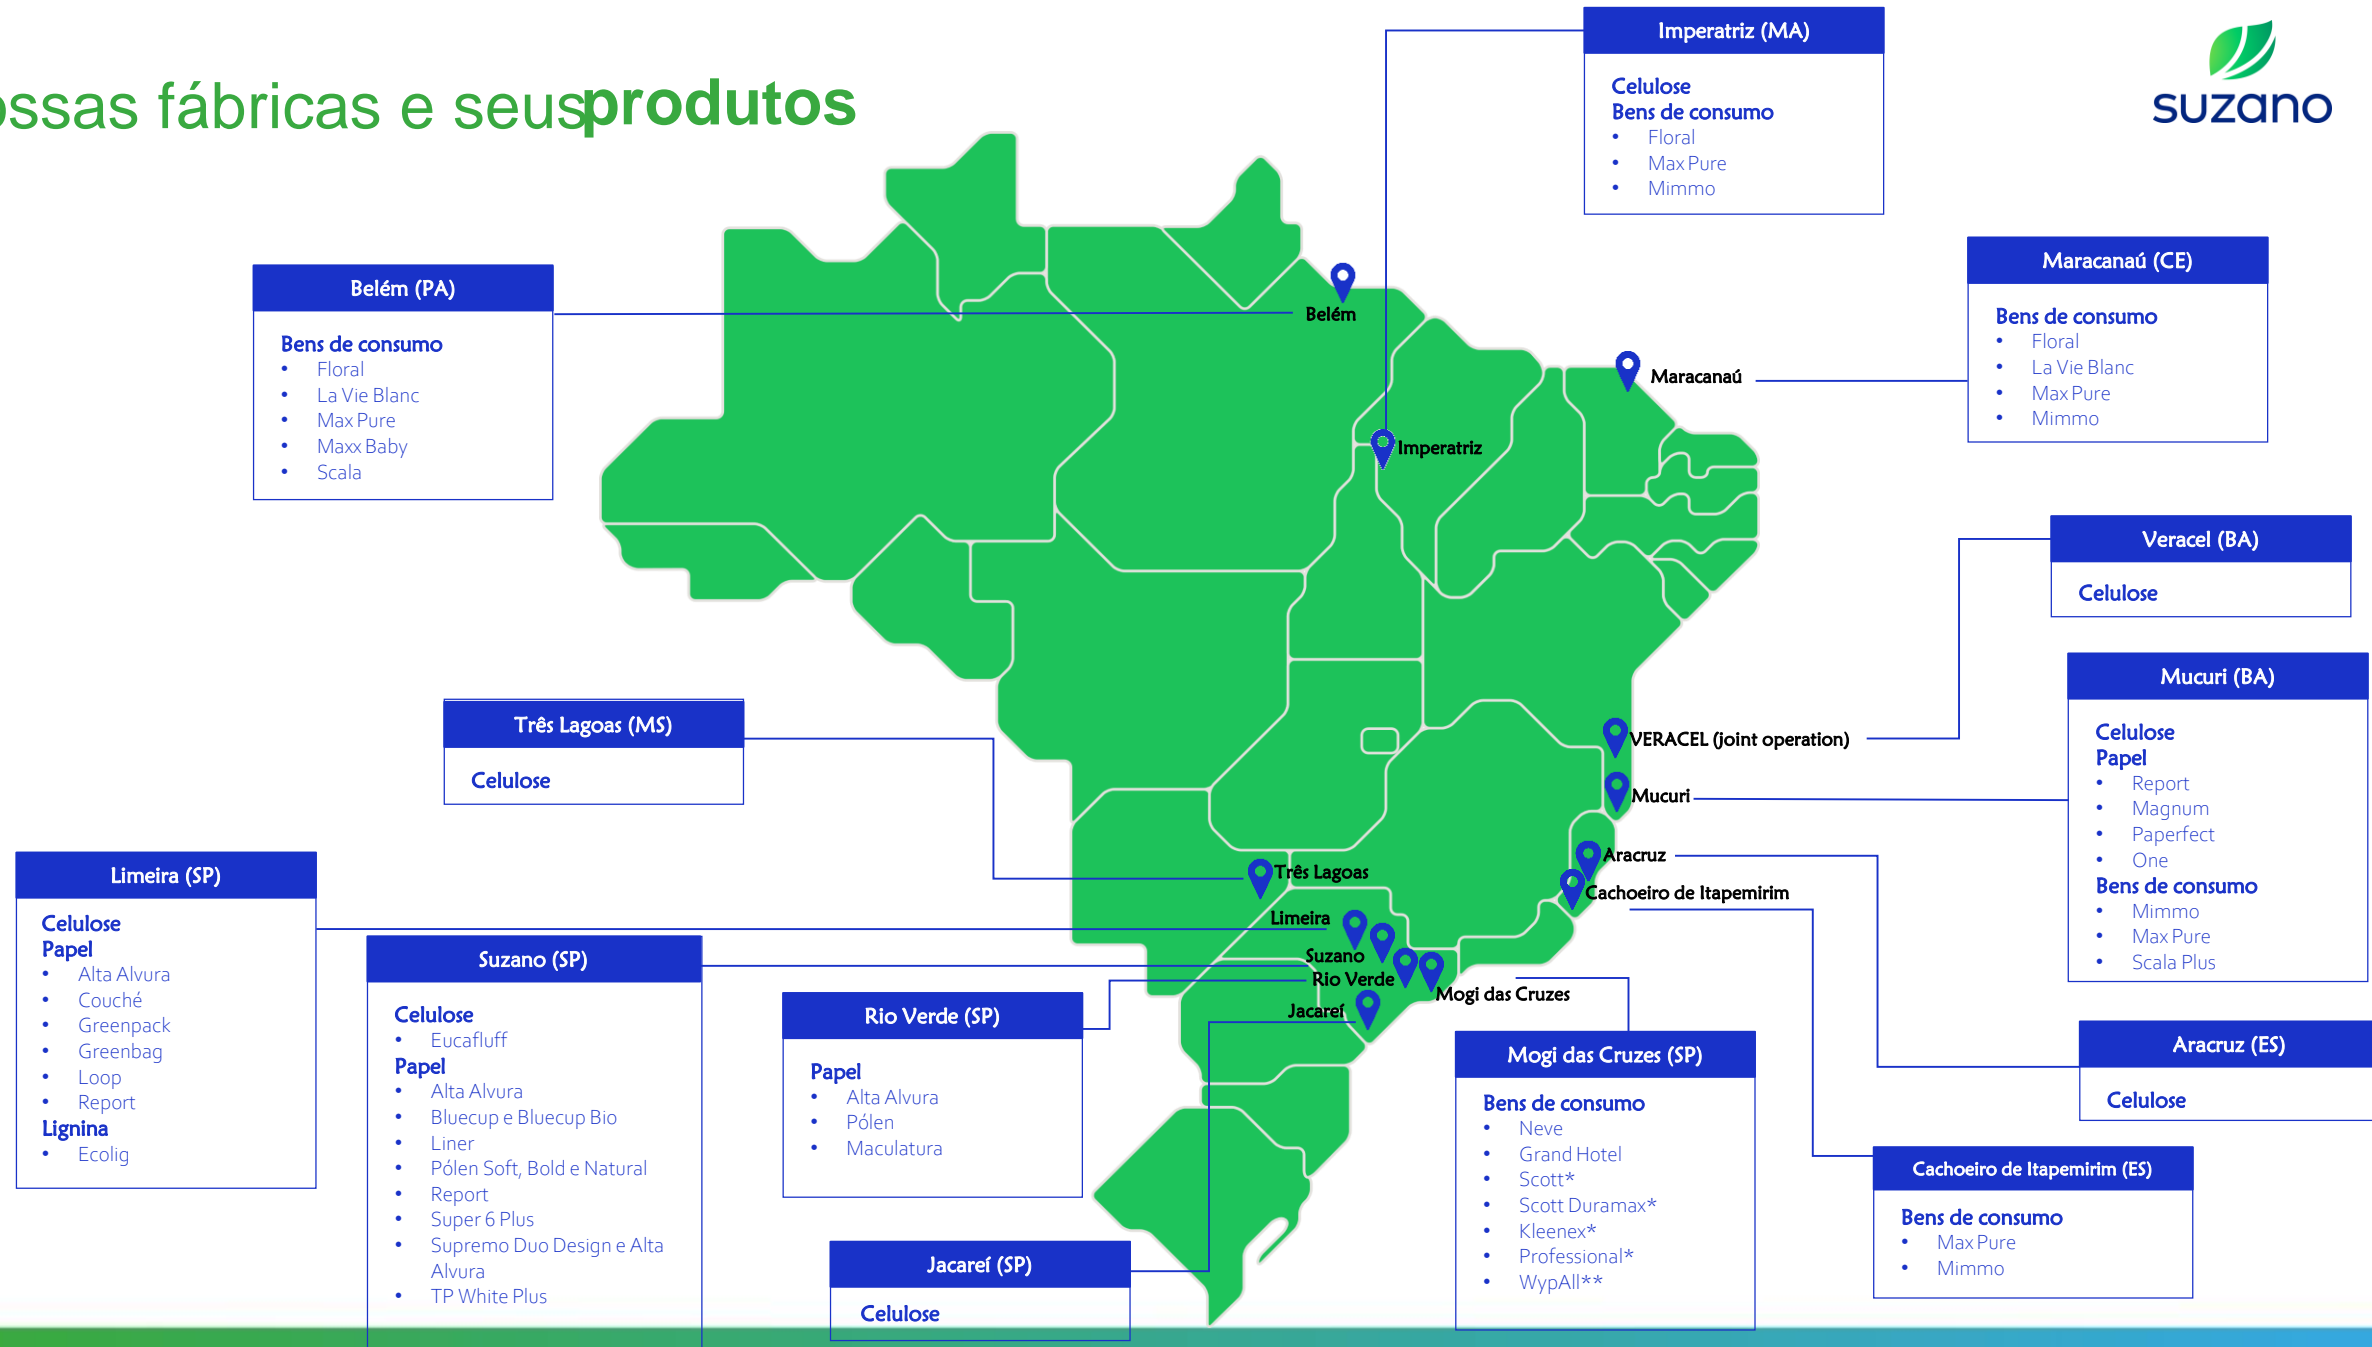 ossas fábricas e seus produtos
suzano
Imperatriz (MA)
Celulose
Bens de consumo
• Floral
• Max Pure
• Mimmo
Maracanaú (CE)
Bens de consumo
• Floral
• La Vie Blanc
• Max Pure
• Mimmo
Belém (PA)
Bens de consumo
• Floral
• La Vie Blanc
• Max Pure
• Maxx Baby
• Scala
Belém
Maracanaú
Imperatriz
Veracel (BA)
Celulose
Mucuri (BA)
Celulose
Papel
• Report
• Magnum
• Paperfect
• One
Bens de consumo
• Mimmo
• Max Pure
• Scala Plus
Três Lagoas (MS)
Celulose
VERACEL (joint operation)
Mucuri
Aracruz
Cachoeiro de Itapemirim
Três Lagoas
Limeira
Suzano
Rio Verde
Mogi das Cruzes
Jacareí
Limeira (SP)
Celulose
Papel
• Alta Alvura
• Couché
• Greenpack
• Greenbag
• Loop
• Report
Lignina
• Ecolig
Suzano (SP)
Celulose
• Eucafluff
Papel
• Alta Alvura
• Bluecup e Bluecup Bio
• Liner
• Pólen Soft, Bold e Natural
• Report
• Super 6 Plus
• Supremo Duo Design e Alta
Alvura
• TP White Plus
Rio Verde (SP)
Papel
• Alta Alvura
• Pólen
• Maculatura
Jacareí (SP)
Celulose
Mogi das Cruzes (SP)
Bens de consumo
• Neve
• Grand Hotel
• Scott*
• Scott Duramax*
• Kleenex*
• Professional*
• WypAll**
Aracruz (ES)
Celulose
Cachoeiro de Itapemirim (ES)
Bens de consumo
• Max Pure
• Mimmo